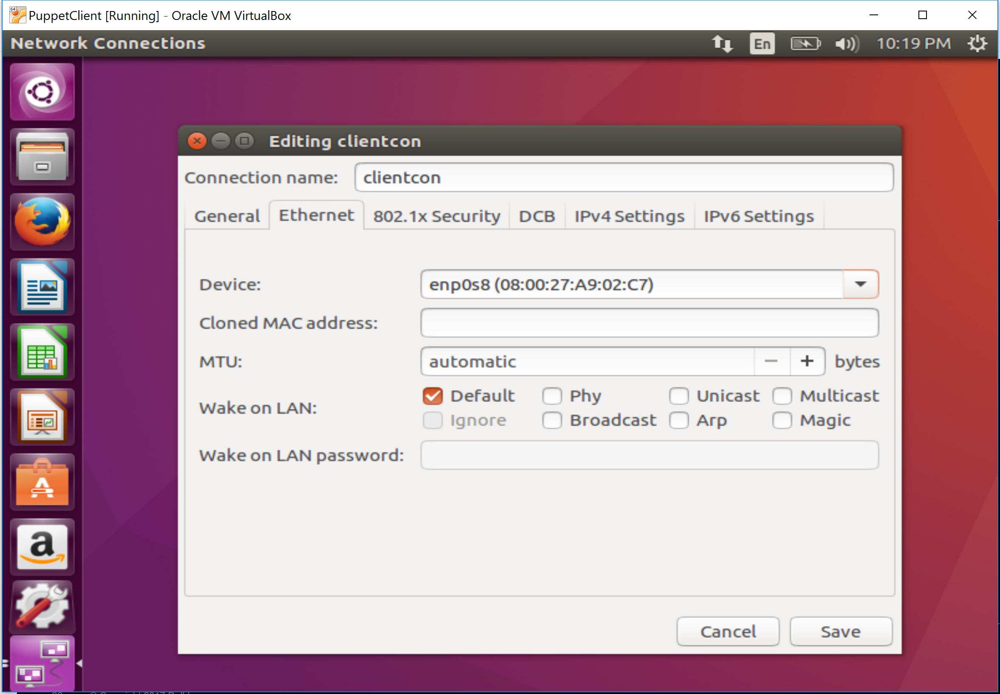 64
PuppetClient [Running] - Oracle VM VirtualBox
Network Connections En 10:19 PM
Editing clientcon
Connection name: clientcon
General Ethernet 802.1x Security DCB IPv4 Settings IPv6 Settings
Device: enp0s8 (08:00:27:A9:02:C7)
Cloned MAC address:
MTU: automatic − + bytes
Wake on LAN:
Default Phy Unicast Multicast
Ignore Broadcast Arp Magic
Wake on LAN password:
Cancel Save